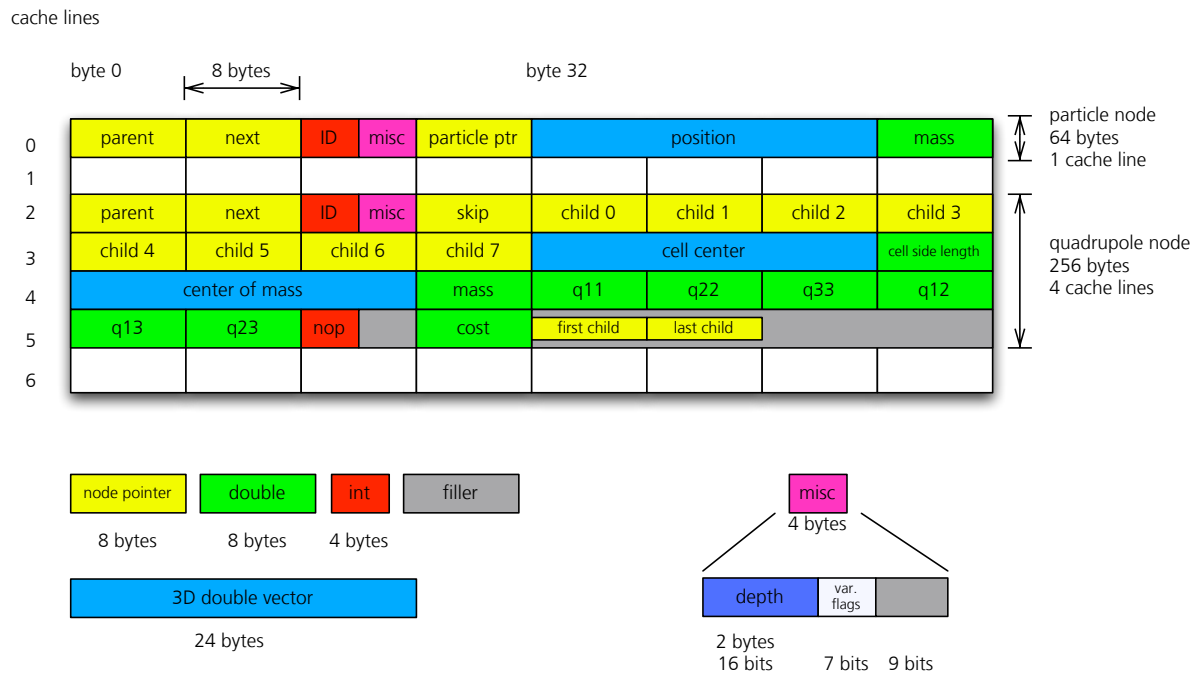 cache lines
byte 0 8 bytes byte 32
0 parent next ID misc particle ptr position mass
particle node
64 bytes
1 cache line
1
2 parent next ID misc skip child 0 child 1 child 2 child 3
3 child 4 child 5 child 6 child 7 cell center cell side length
quadrupole node
256 bytes
4 cache lines
4 center of mass mass q11 q22 q33 q12
5 q13 q23 nop cost first child last child
6
node pointer double int filler
8 bytes 8 bytes 4 bytes
3D double vector
24 bytes
misc
4 bytes
depth var.
flags
2 bytes
16 bits 7 bits 9 bits